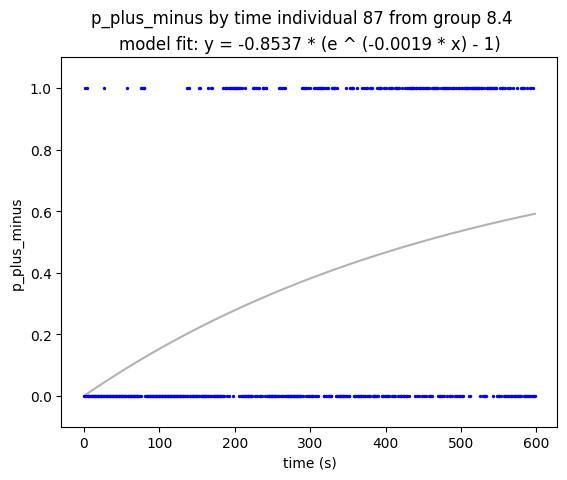 p_plus_minus by time individual 87 from group 8.4
model fit: y = -0.8537 * (e ^ (-0.0019 * x) - 1)
1.0
0.8
0.6
0.4
0.2
0.0
p_plus_minus
0 100 200 300 400 500 600
time (s)